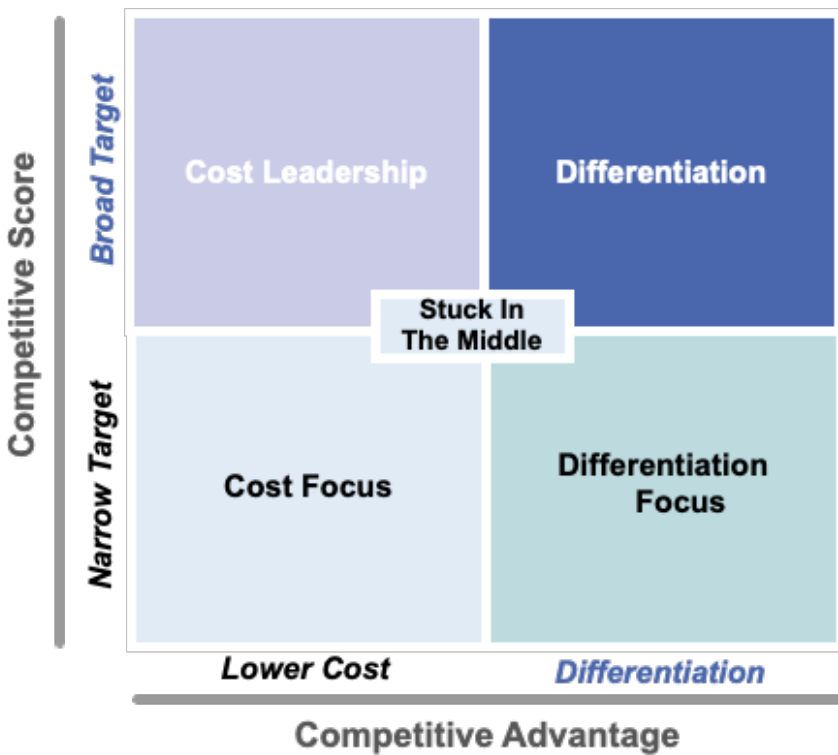 Competitive Score
Broad Target
Narrow Target
Cost Leadership
Differentiation
Stuck In
The Middle
Cost Focus
Differentiation
Focus
Lower Cost
Differentiation
Competitive Advantage